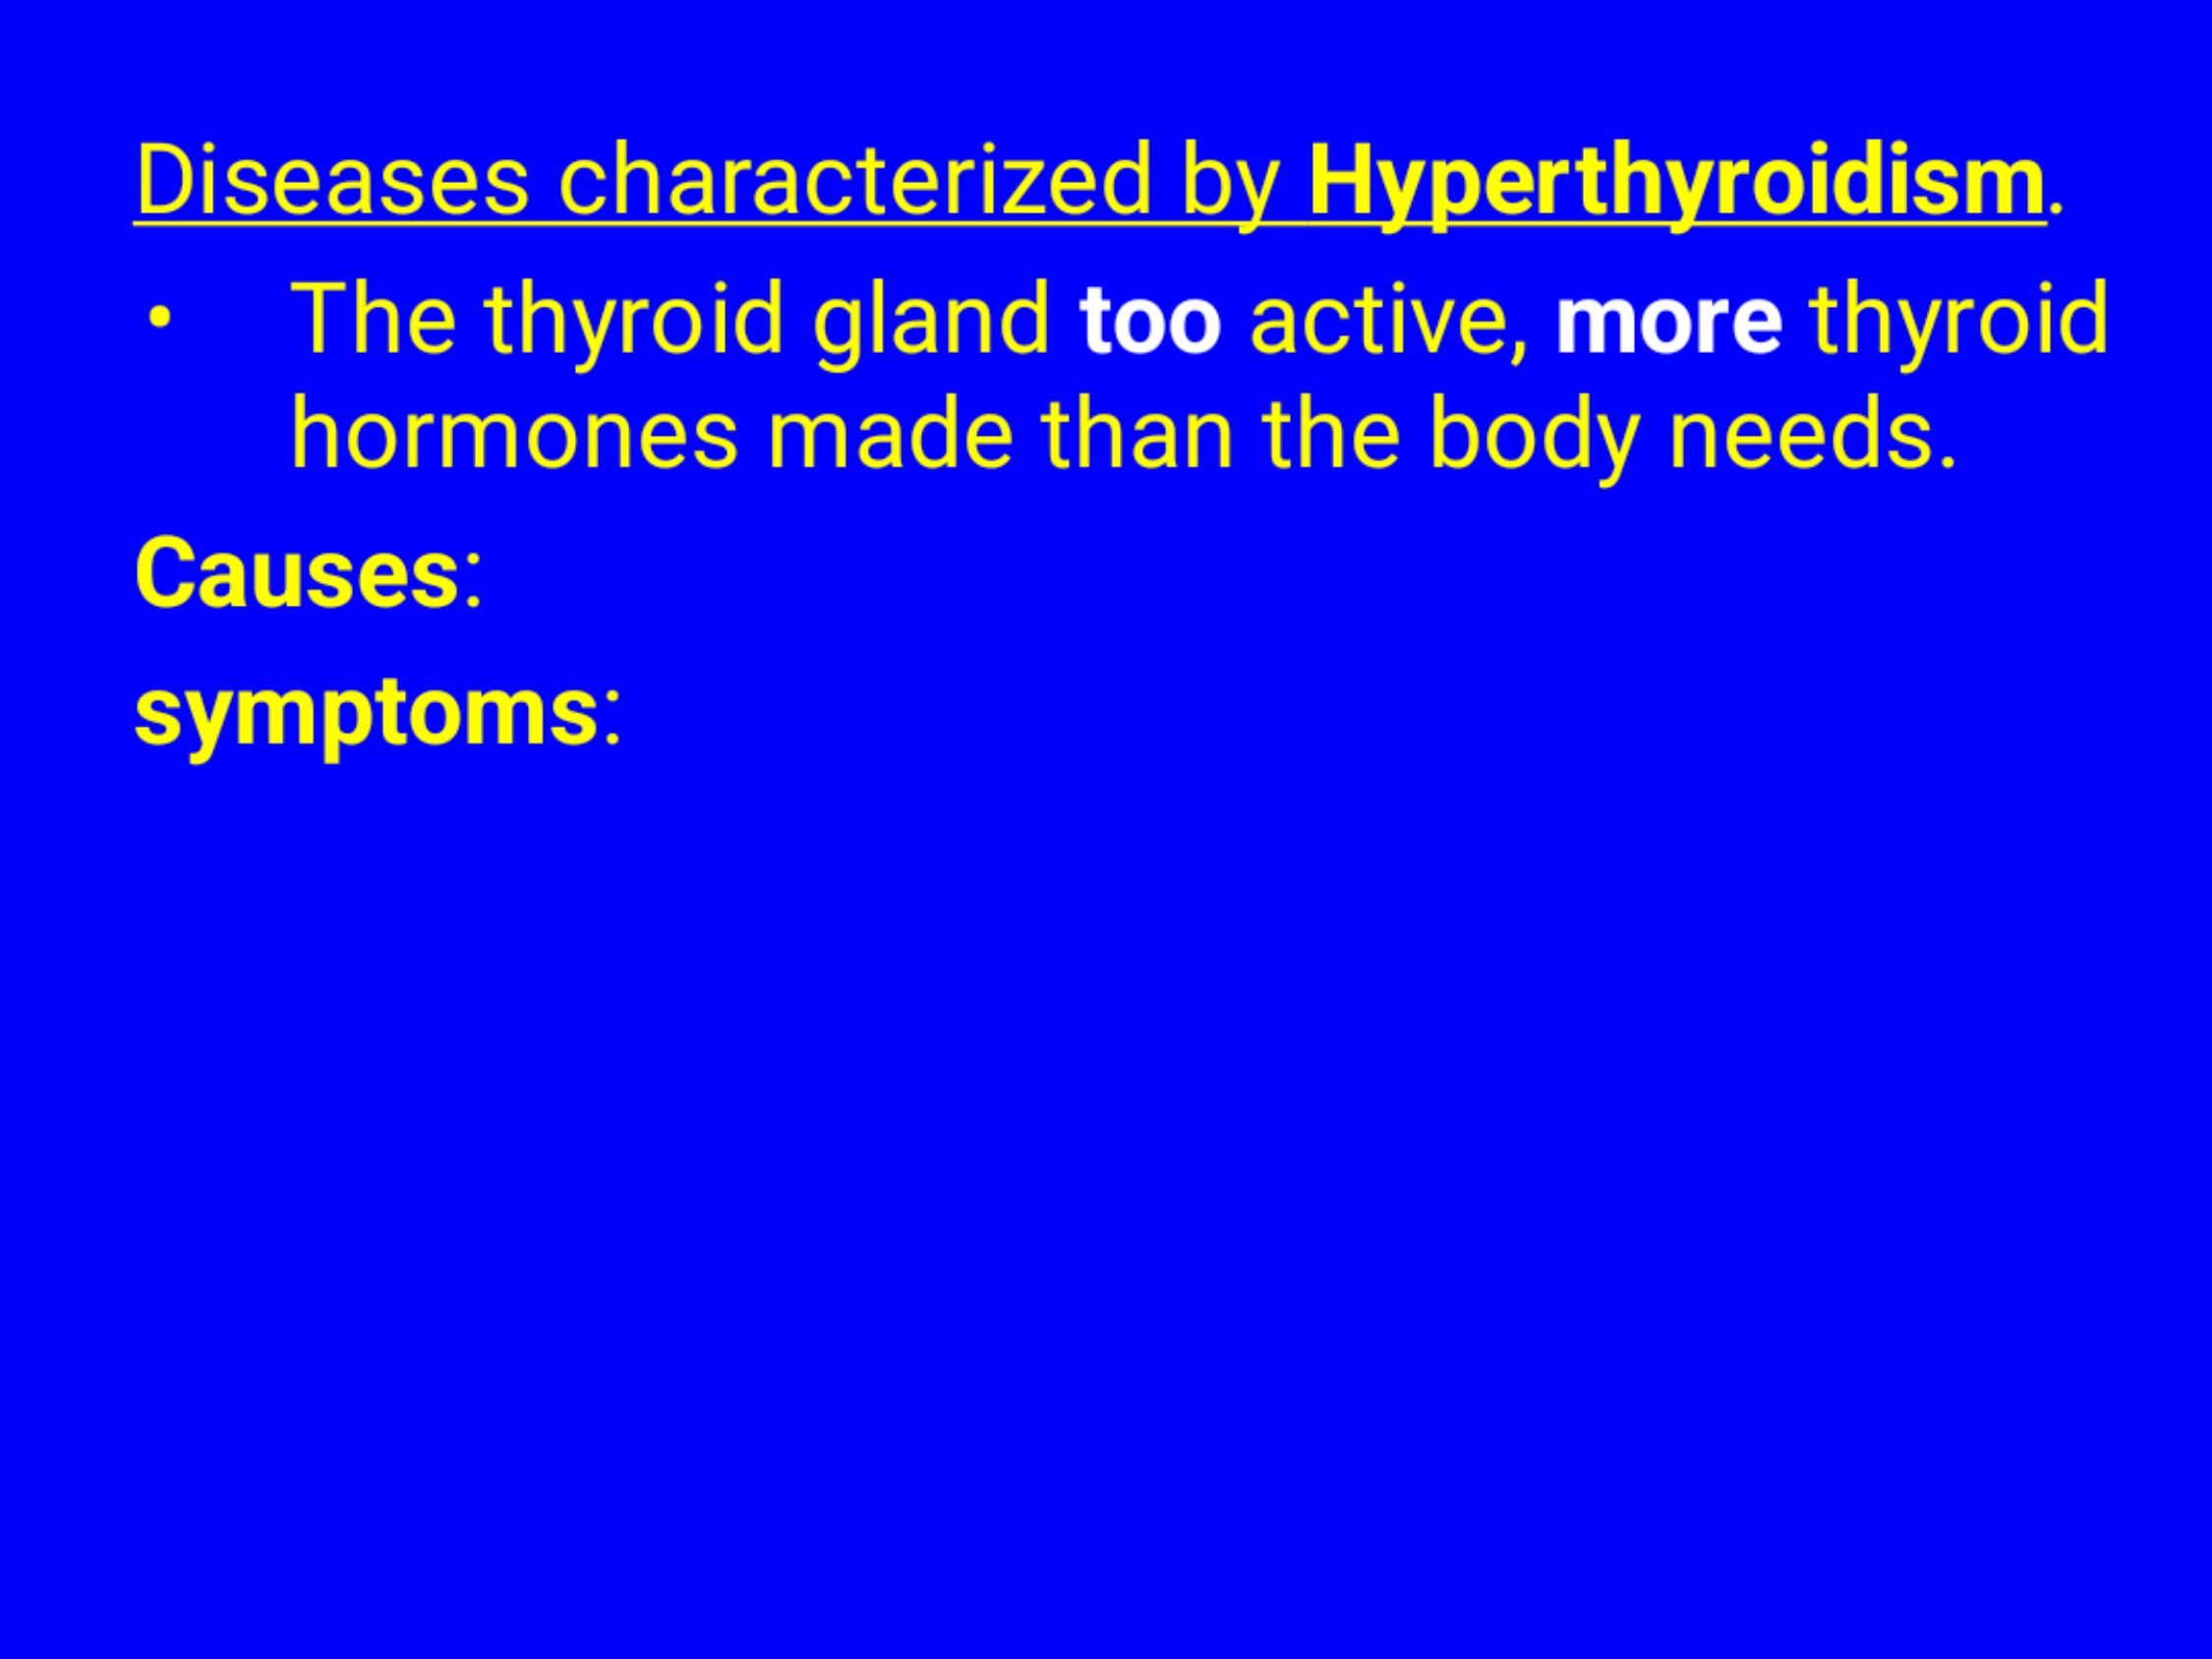 Diseases characterized by Hyperthyroidism.
• The thyroid gland too active, more thyroid
hormones made than the body needs.
Causes:
symptoms: